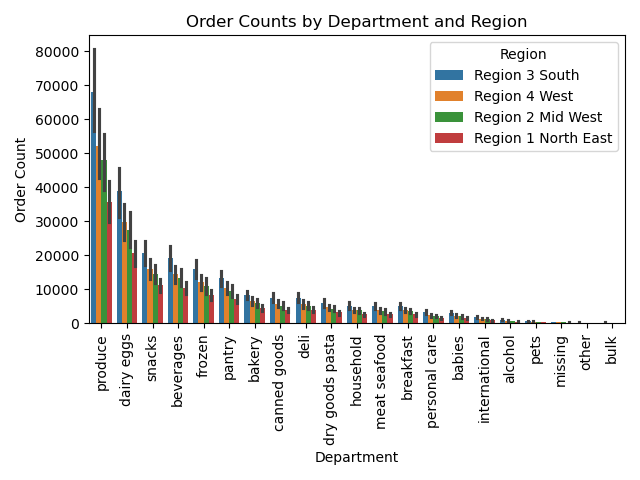 Order Counts by Department and Region
Order Count
80000
70000
60000
50000
40000
30000
20000
10000
0
Region
Region 3 South
Region 4 West
Region 2 Mid West
Region 1 North East
produce
dairy eggs
snacks
beverages
frozen
pantry
bakery
canned goods
deli
dry goods pasta
household
meat seafood
breakfast
personal care
babies
international
alcohol
pets
missing
other
bulk
Department